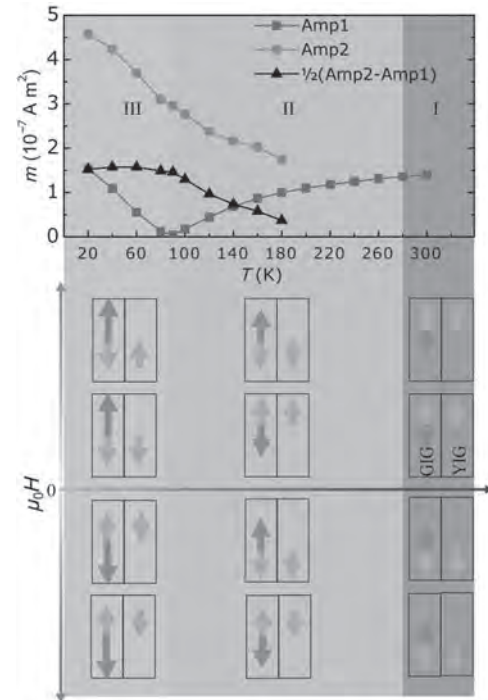 5
Amp1
4
Amp2
½(Amp2-Amp1)
3
III
II
I
2
1
0
m (10⁻⁷ A m²)
20 60 100 140 180 220 260 300
T (K)
GIG
YIG
0
μ₀H